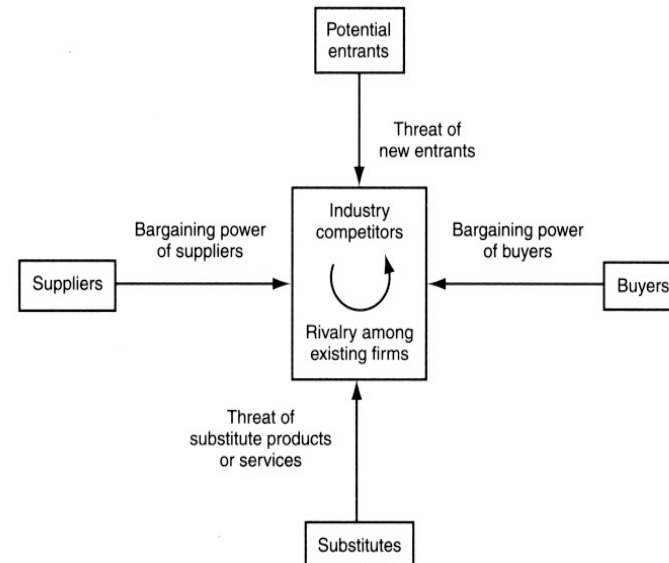 Potential
entrants
Threat of
new entrants
Industry
competitors
Bargaining power
of suppliers
Bargaining power
of buyers
Suppliers
Buyers
Rivalry among
existing firms
Threat of
substitute products
or services
Substitutes